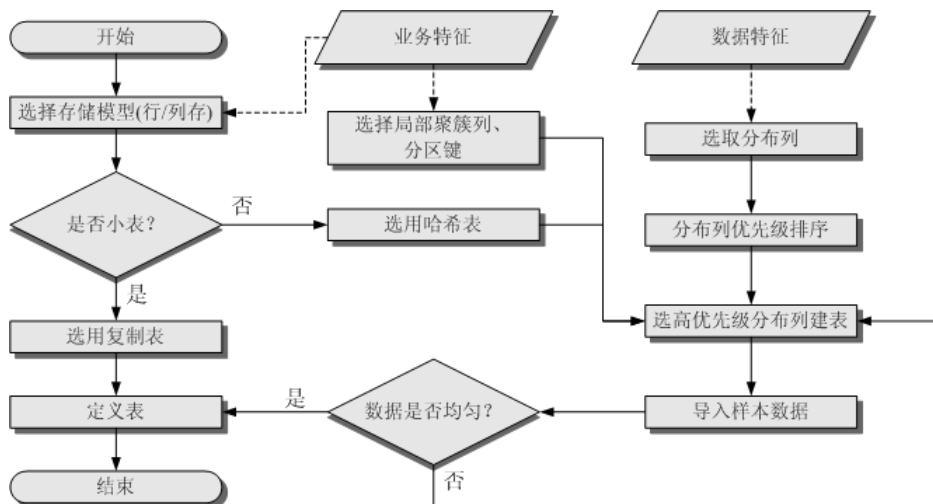 开始
业务特征
数据特征
选择存储模型(行/列存)
选择局部聚簇列、
分区键
选取分布列
是否小表?
否
选用哈希表
分布列优先级排序
是
选用复制表
选高优先级分布列建表
定义表
是
数据是否均匀?
导入样本数据
否
结束